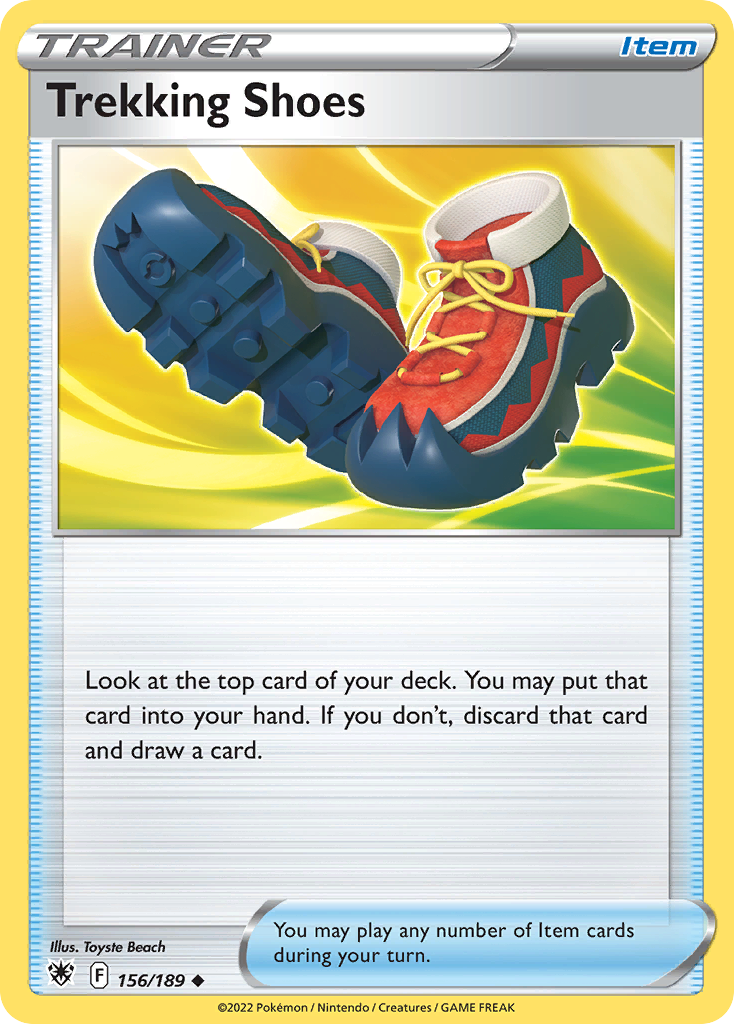 TRAINER
Item
Trekking Shoes
Look at the top card of your deck. You may put that
card into your hand. If you don't, discard that card
and draw a card.
You may play any number of Item cards
during your turn.
Illus. Toyste Beach
F 156/189
©2022 Pokémon / Nintendo / Creatures / GAME FREAK